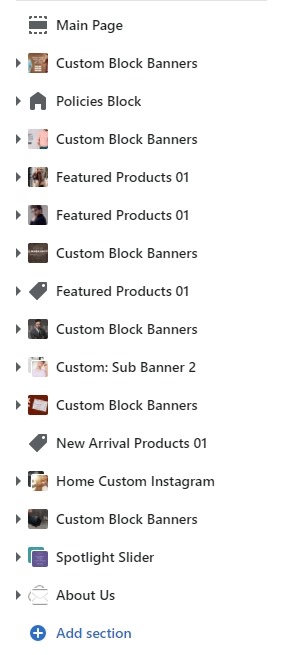 Main Page
Custom Block Banners
Policies Block
Custom Block Banners
Featured Products 01
Featured Products 01
Custom Block Banners
Featured Products 01
Custom Block Banners
Custom: Sub Banner 2
Custom Block Banners
New Arrival Products 01
Home Custom Instagram
Custom Block Banners
Spotlight Slider
About Us
Add section